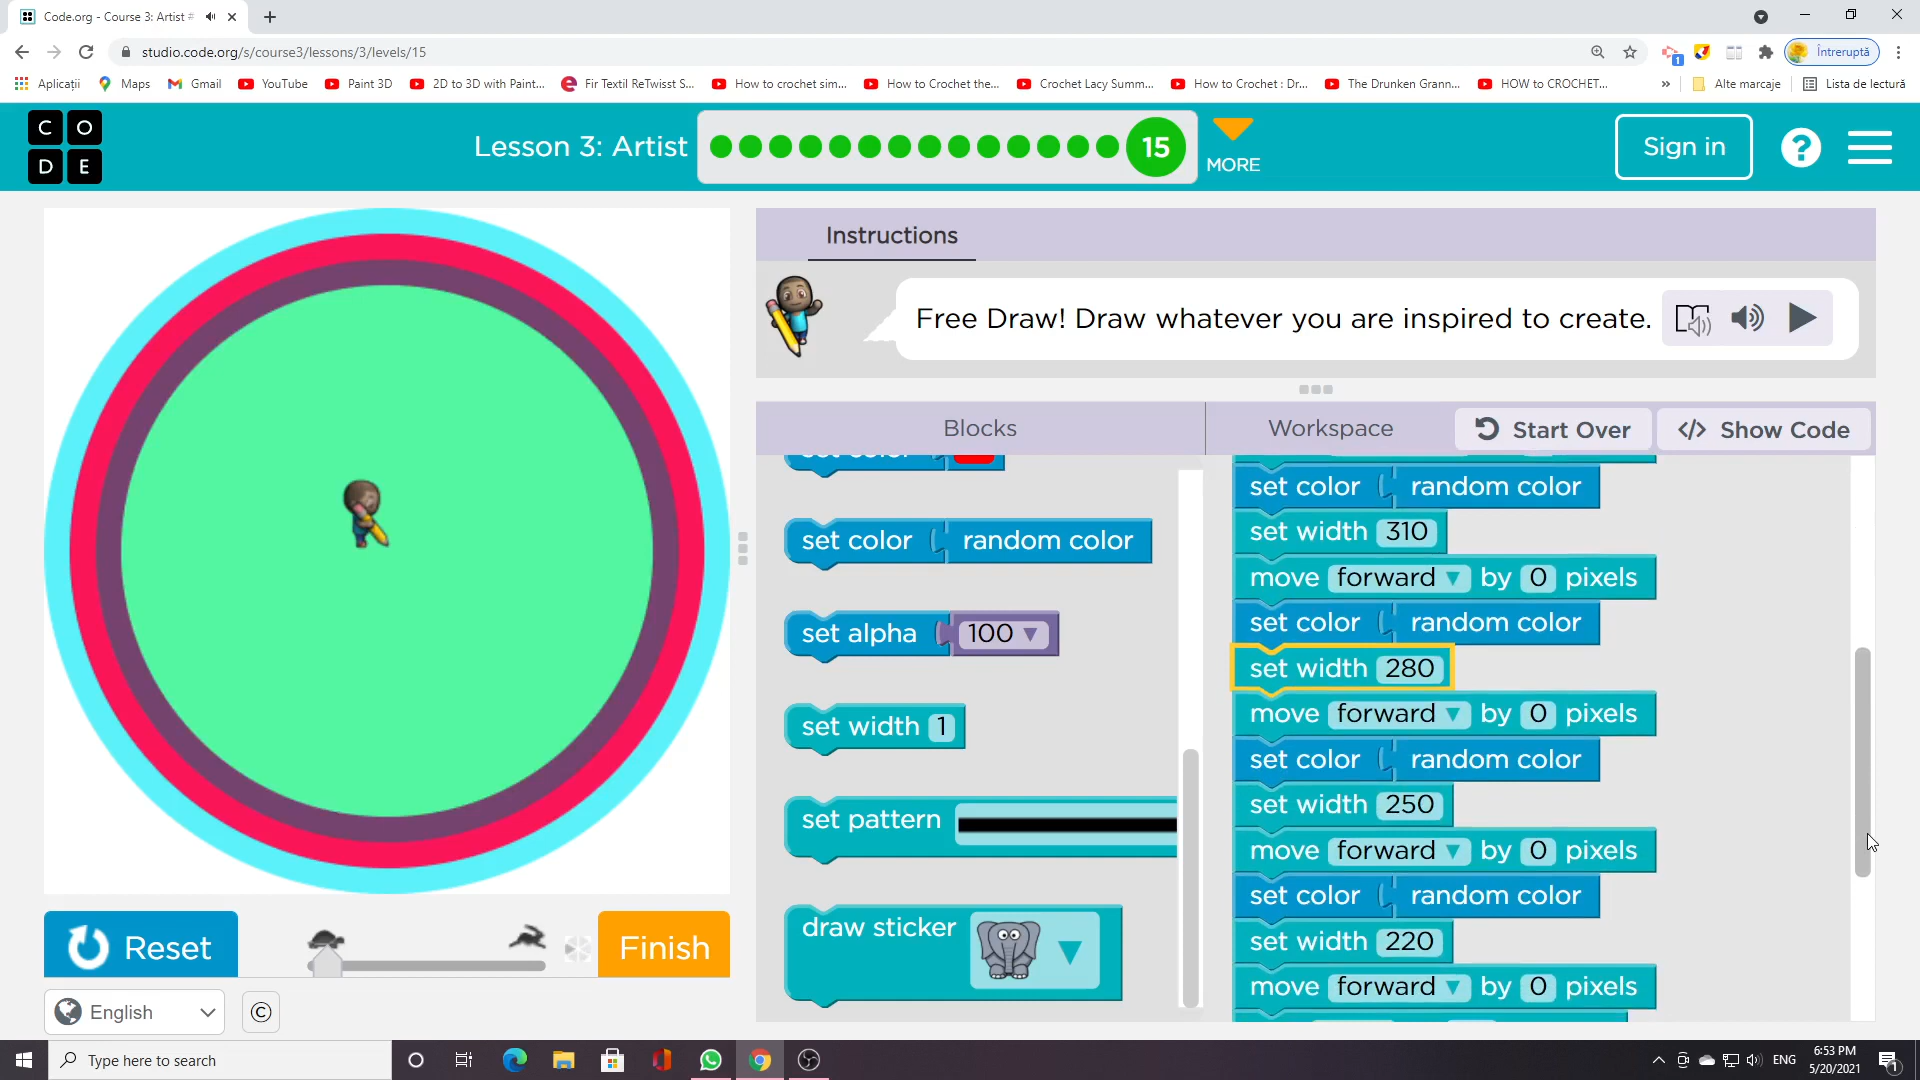 Code.org - Course 3: Artist #
studio.code.org/s/course3/lessons/3/levels/15
Întreruptă
Aplicații
Maps
Gmail
YouTube
Paint 3D
2D to 3D with Paint...
Fir Textil ReTwisst S...
How to crochet sim...
How to Crochet the...
Crochet Lacy Summ...
How to Crochet : Dr...
The Drunken Grann...
HOW to CROCHET...
»
Alte marcaje
Lista de lectură
C O
D E
Lesson 3: Artist
15
MORE
Sign in
?
Instructions
Free Draw! Draw whatever you are inspired to create.
Blocks
Workspace
Start Over
</> Show Code
set color random color
set alpha 100
set width 1
set pattern
draw sticker
set color random color
set width 310
move forward by 0 pixels
set color random color
set width 280
move forward by 0 pixels
set color random color
set width 250
move forward by 0 pixels
set color random color
set width 220
move forward by 0 pixels
Reset
Finish
English
©
Type here to search
ENG
6:53 PM
5/20/2021
1